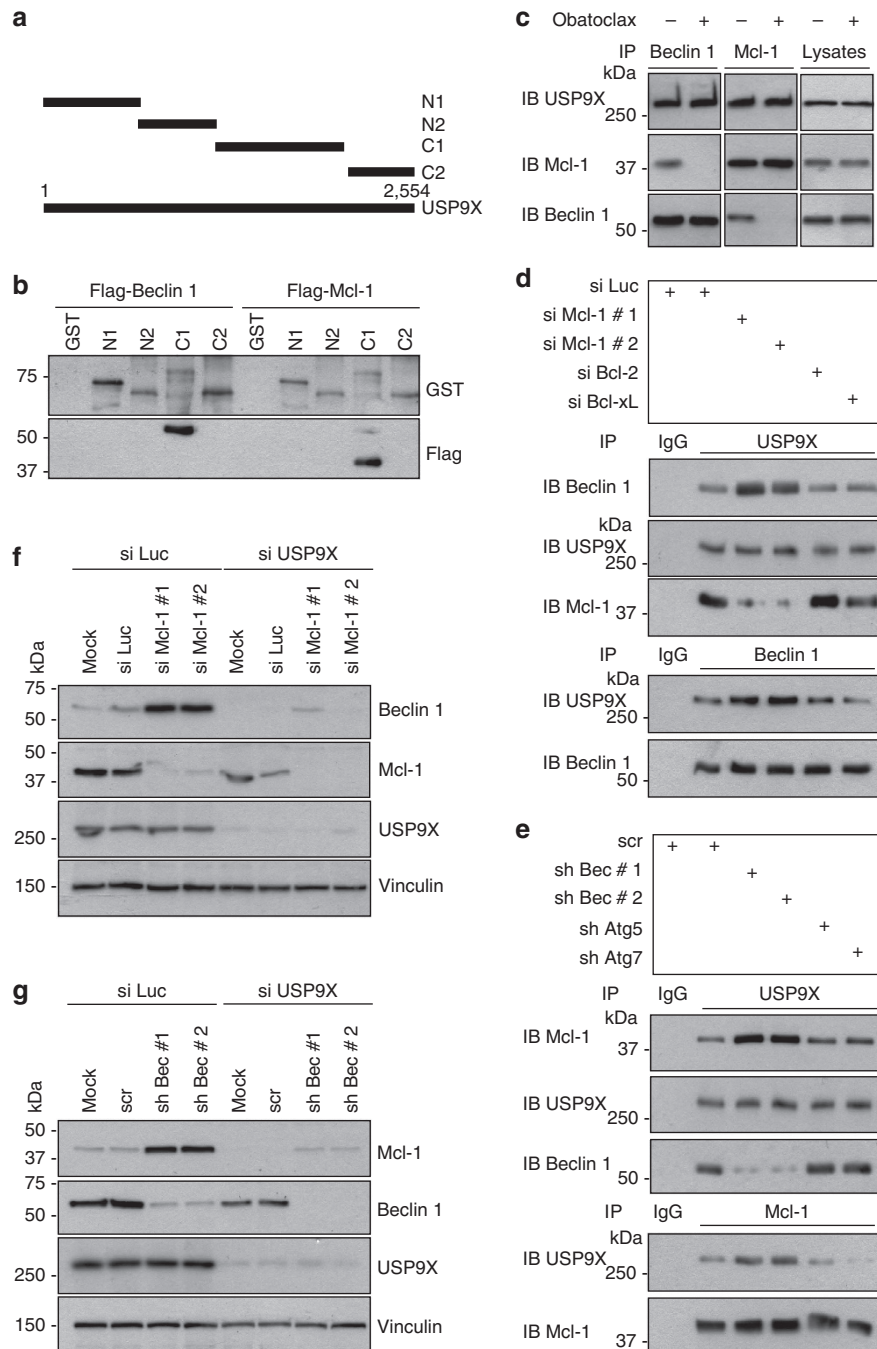 a
N1
N2
C1
C2
1 2,554
USP9X
b
Flag-Beclin 1 Flag-Mcl-1
GST N1 N2 C1 C2 GST N1 N2 C1 C2
75 - GST
50 -
37 - Flag
c
Obatoclax – + – + – +
IP Beclin 1 Mcl-1 Lysates
kDa
IB USP9X
250 -
IB Mcl-1 37 -
IB Beclin 1
50 -
d
si Luc + +
si Mcl-1 # 1 +
si Mcl-1 # 2 +
si Bcl-2 +
si Bcl-xL +
IP IgG USP9X
IB Beclin 1
kDa
IB USP9X
250 -
IB Mcl-1 37 -
IP IgG Beclin 1
kDa
IB USP9X
250 -
IB Beclin 1
50 -
e
scr + +
sh Bec # 1 +
sh Bec # 2 +
sh Atg5 +
sh Atg7 +
IP IgG USP9X
kDa
IB Mcl-1
37 -
IB USP9X
250 -
IB Beclin 1
50 -
IP IgG Mcl-1
kDa
IB USP9X
250 -
IB Mcl-1
37 -
f
si Luc si USP9X
kDa Mock si Luc si Mcl-1 #1 si Mcl-1 #2 Mock si Luc si Mcl-1 #1 si Mcl-1 # 2
75 -
50 - Beclin 1
50 -
37 - Mcl-1
250 - USP9X
150 - Vinculin
g
si Luc si USP9X
kDa Mock scr sh Bec #1 sh Bec # 2 Mock scr sh Bec #1 sh Bec # 2
50 -
37 - Mcl-1
75 -
50 - Beclin 1
250 - USP9X
150 - Vinculin